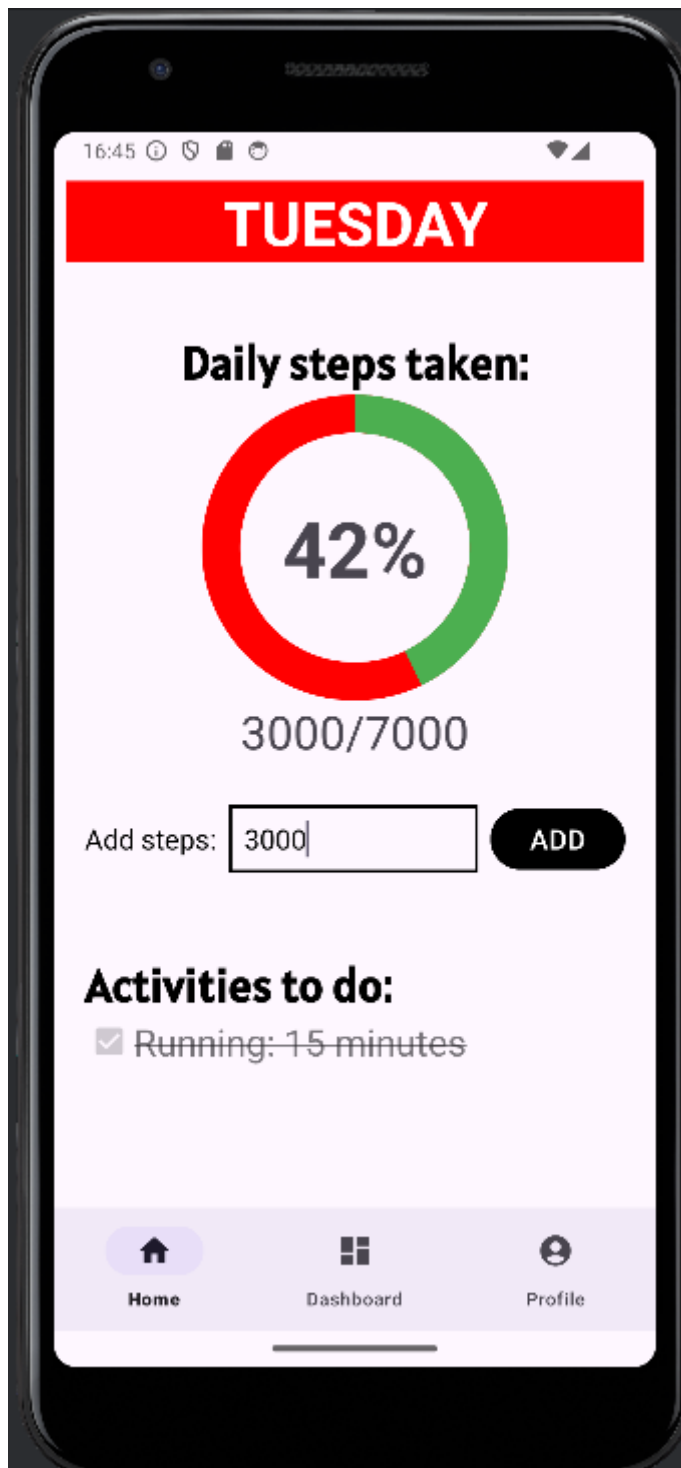 16:45
TUESDAY
Daily steps taken:
42%
3000/7000
Add steps: 3000 ADD
Activities to do:
Running: 15 minutes
Home Dashboard Profile